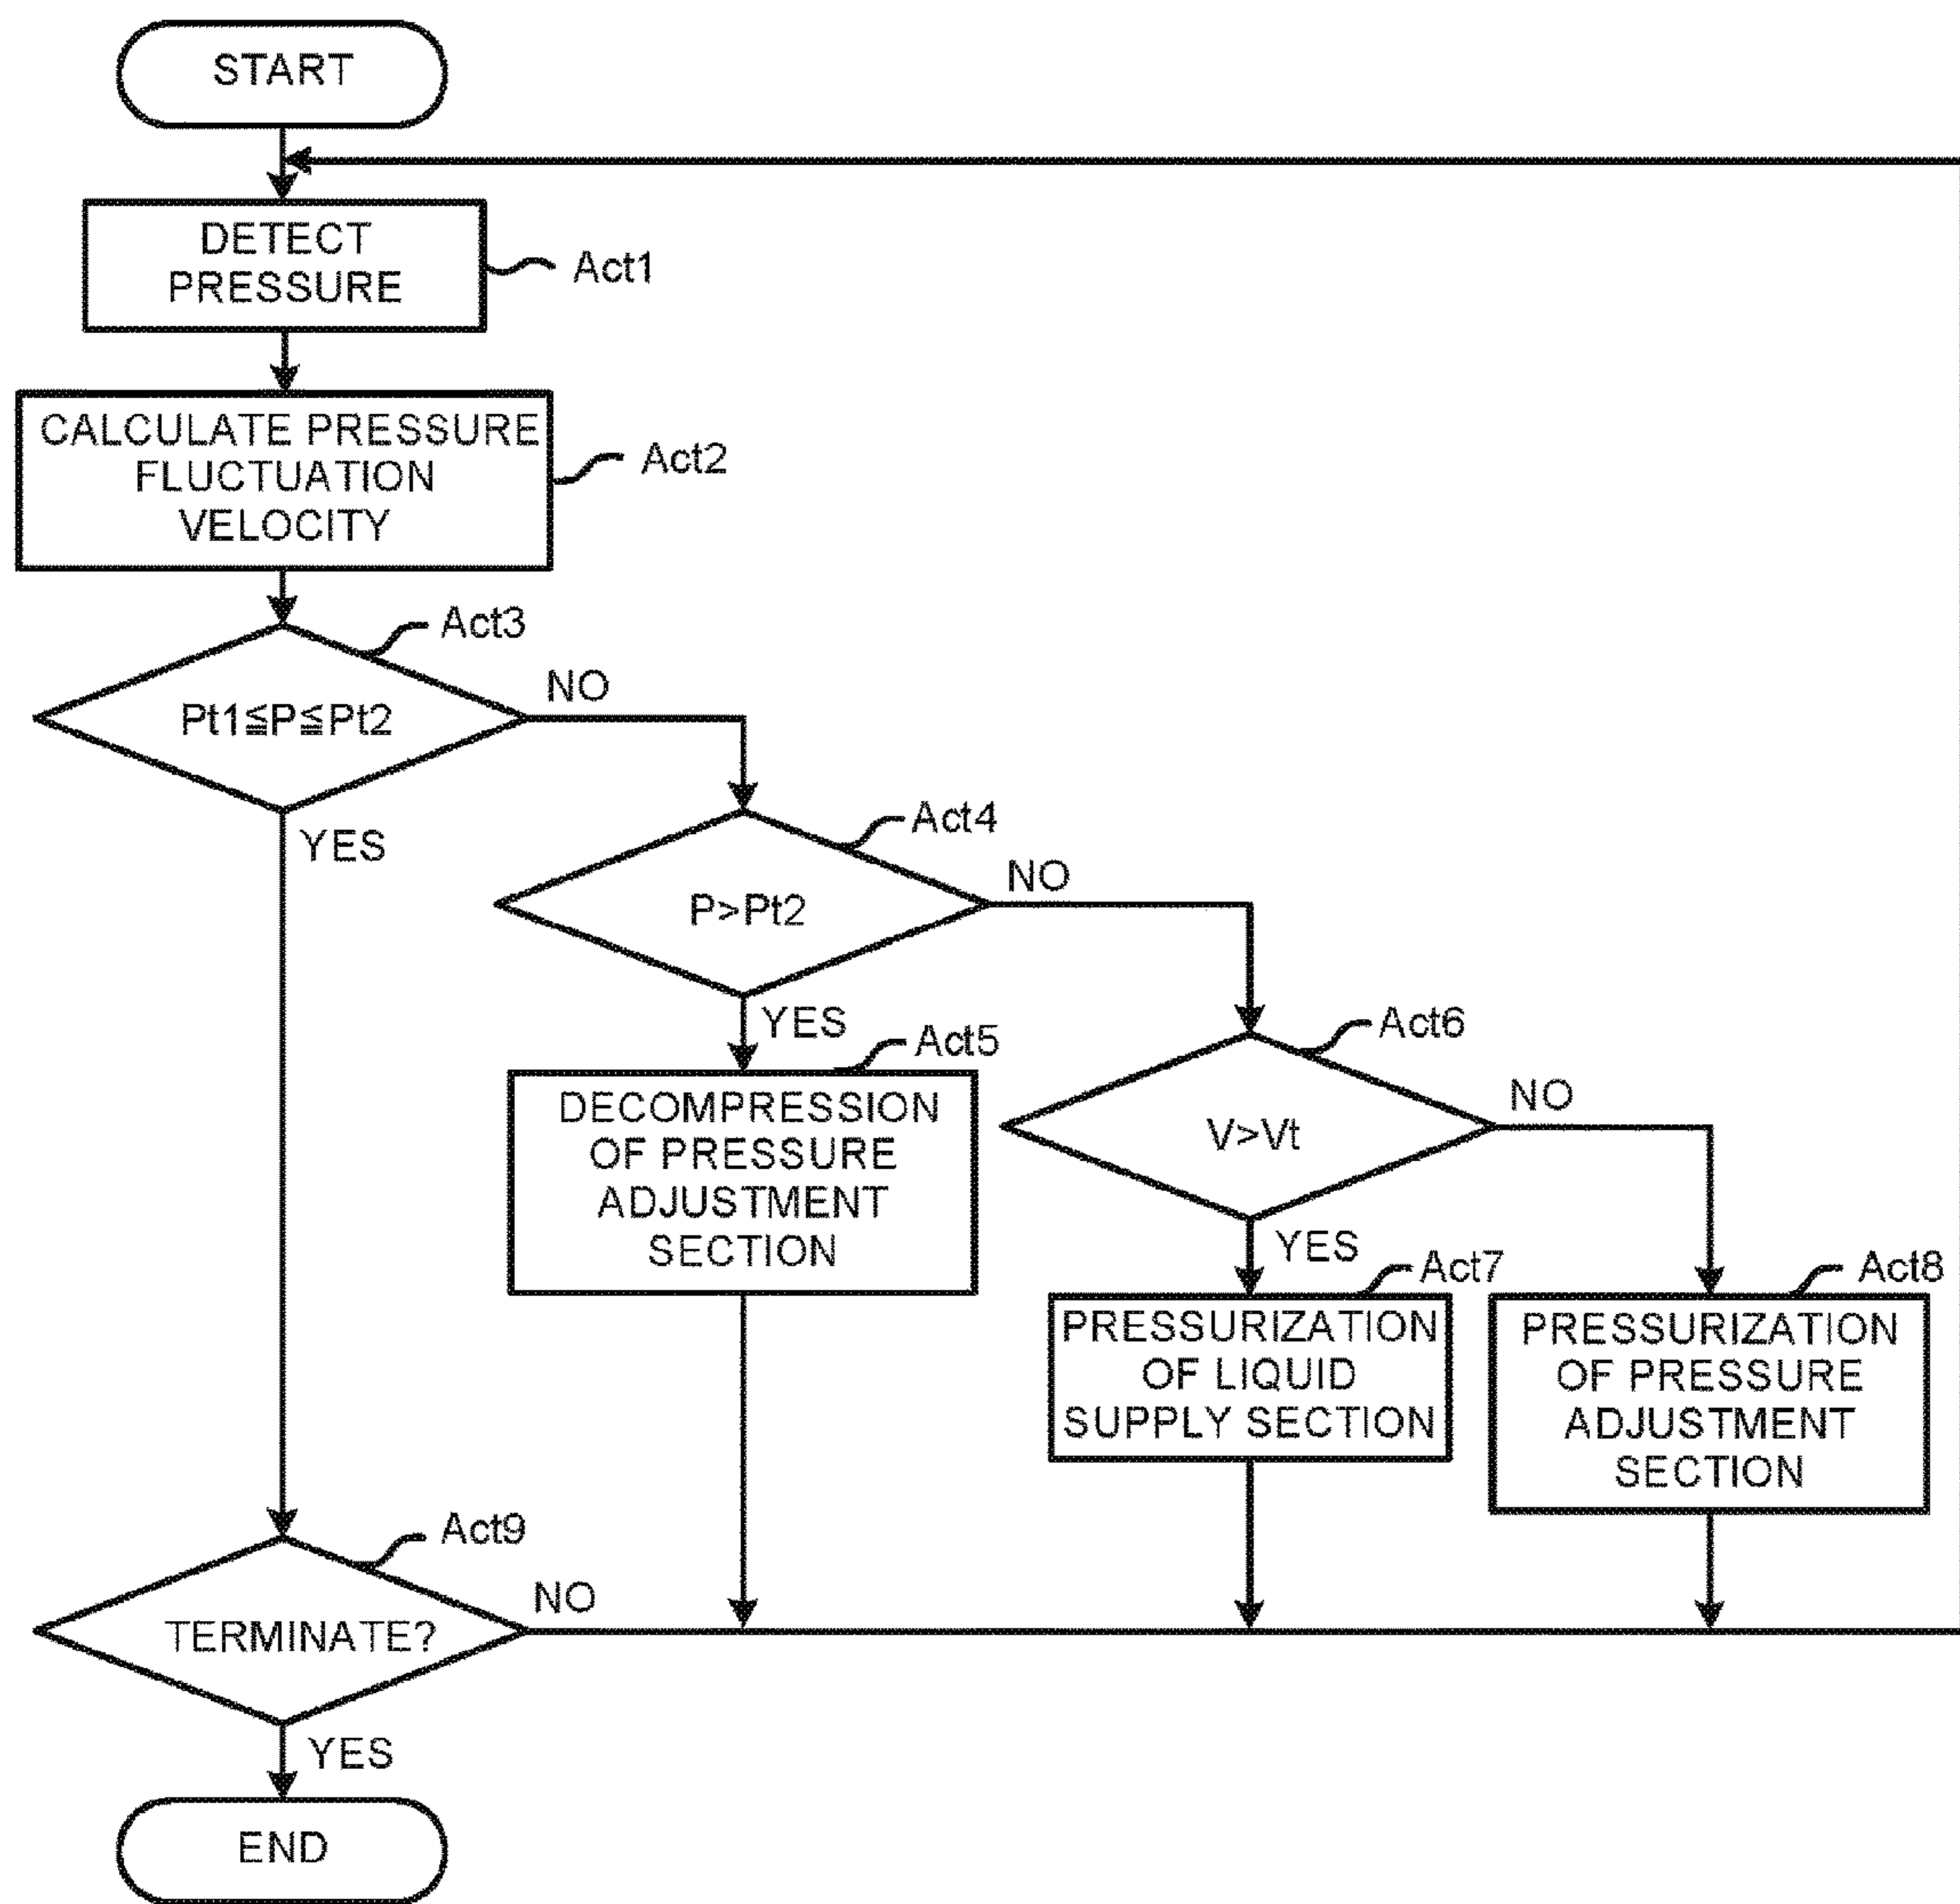 START
DETECT
PRESSURE
Act1
CALCULATE PRESSURE
FLUCTUATION
VELOCITY
Act2
Act3
Pt1≦P≦Pt2
NO
YES
Act4
P>Pt2
NO
YES
Act5
DECOMPRESSION
OF PRESSURE
ADJUSTMENT
SECTION
Act6
V>Vt
NO
YES
Act7
PRESSURIZATION
OF LIQUID
SUPPLY SECTION
Act8
PRESSURIZATION
OF PRESSURE
ADJUSTMENT
SECTION
Act9
TERMINATE?
NO
YES
END